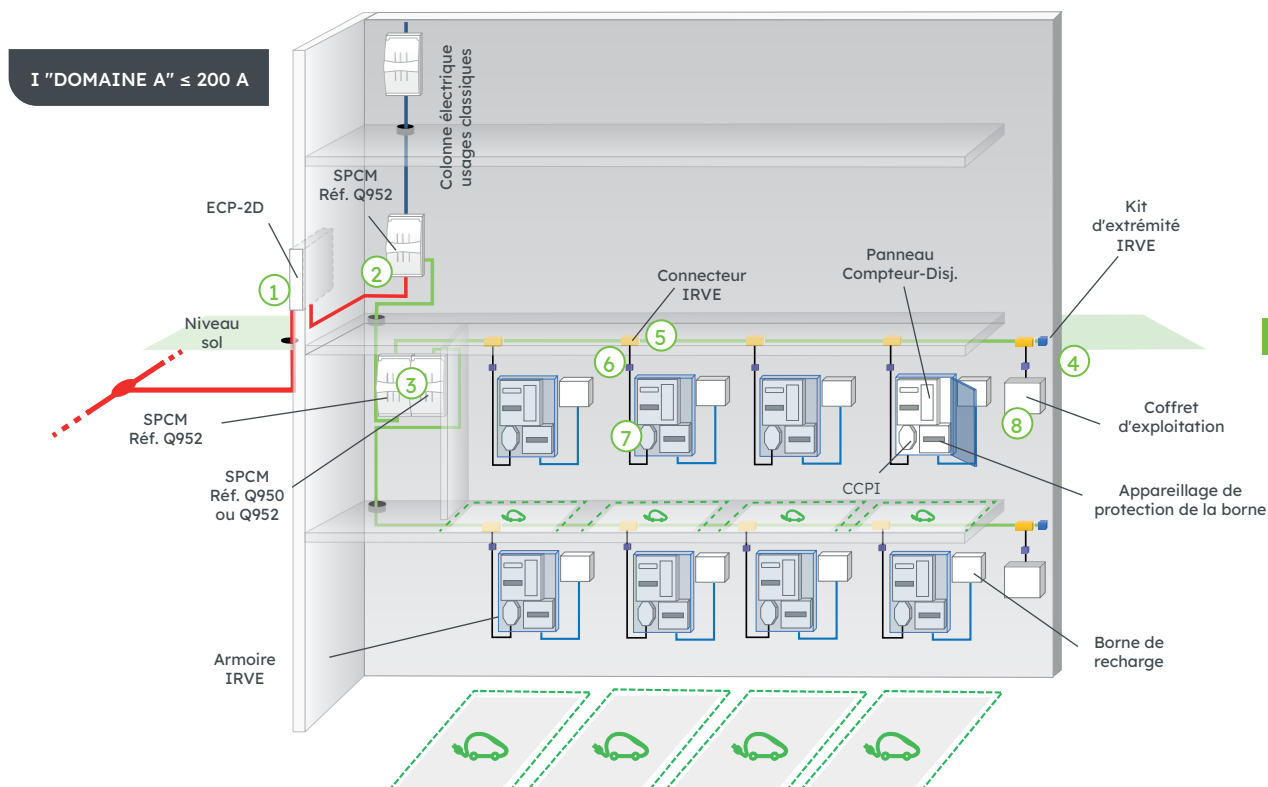 I "DOMAINE A" ≤ 200 A
Colonne électrique
usages classiques
SPCM
Réf. Q952
ECP-2D
Kit
d'extrémité
IRVE
Panneau
Compteur-Disj.
Connecteur
IRVE
1
2
Niveau
sol
5
6
4
3
SPCM
Réf. Q952
7
8
Coffret
d'exploitation
SPCM
Réf. Q950
ou Q952
CCPI
Appareillage de
protection de la borne
Armoire
IRVE
Borne de
recharge